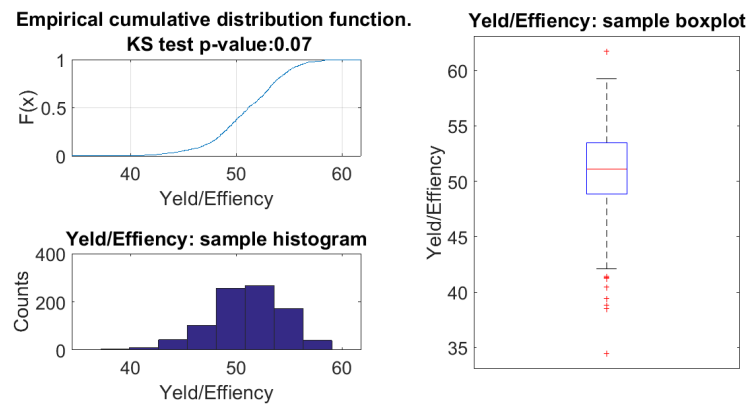 Empirical cumulative distribution function.
KS test p-value:0.07
1
0.5
0
F(x)
40
50
60
Yeld/Effiency
Yeld/Effiency: sample histogram
400
200
0
Counts
40
50
60
Yeld/Effiency
Yeld/Effiency: sample boxplot
60
55
50
45
40
35
Yeld/Effiency